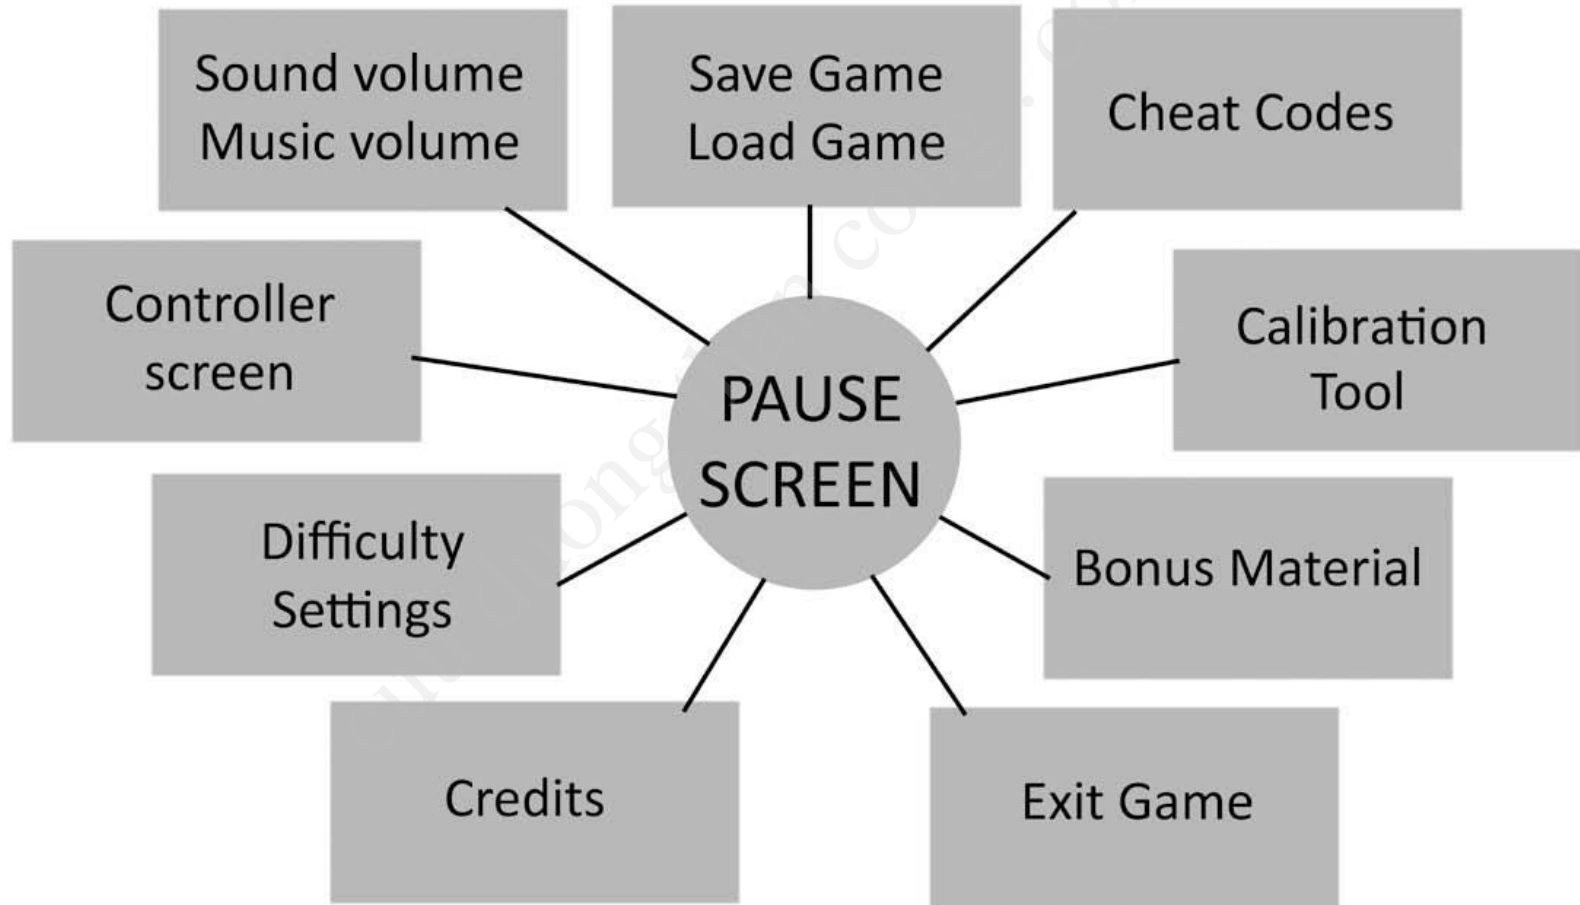 Sound volume
Music volume
Save Game
Load Game
Cheat Codes
Controller
screen
Calibration
Tool
PAUSE
SCREEN
Difficulty
Settings
Bonus Material
Credits
Exit Game